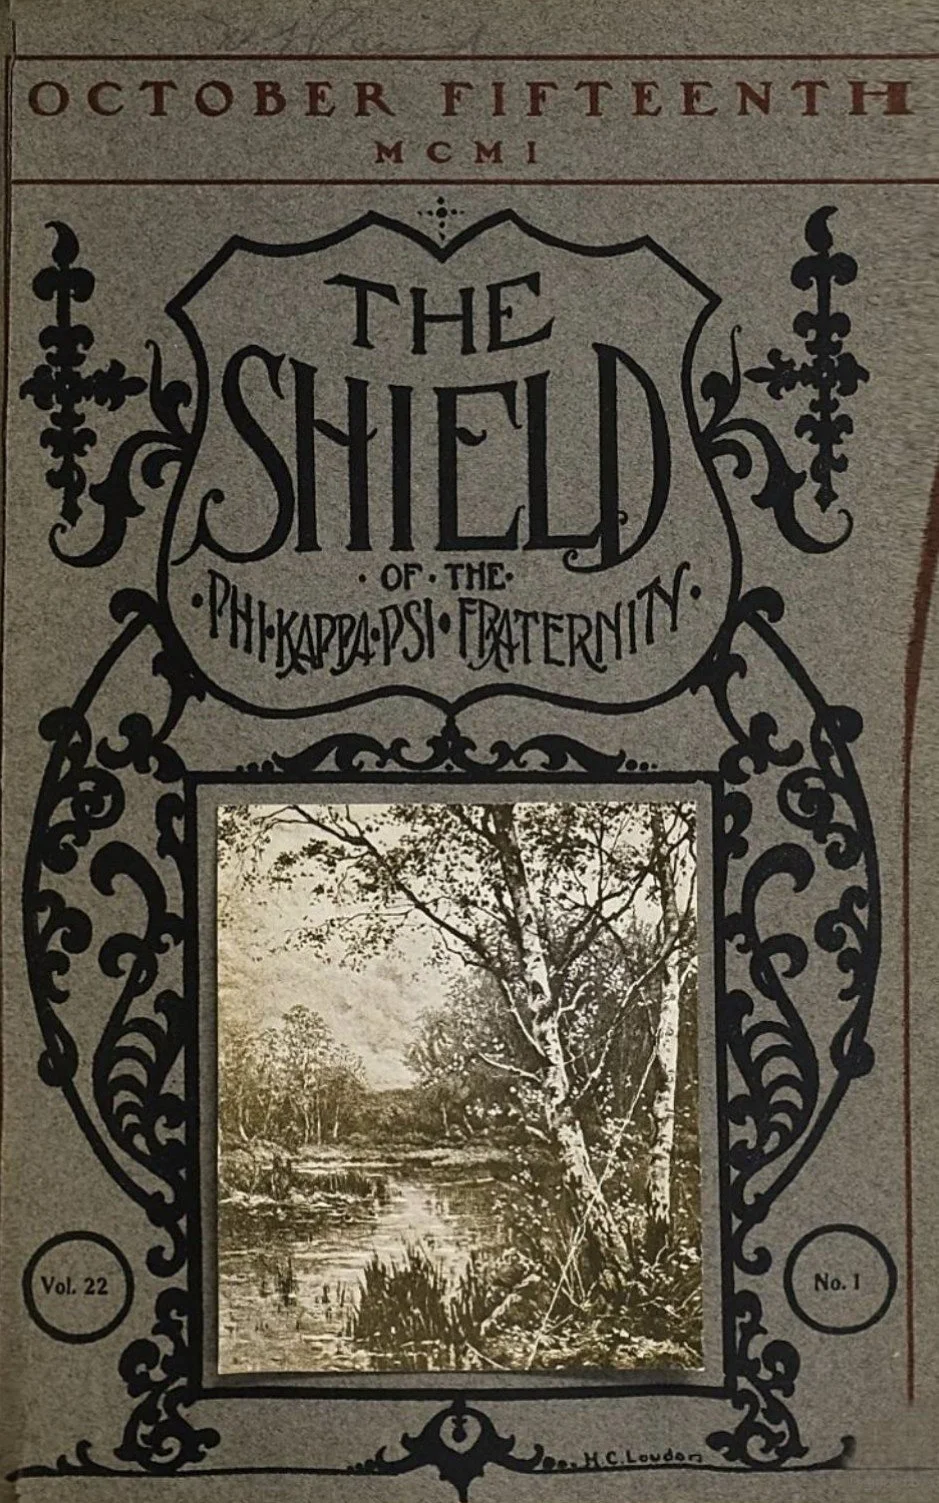 OCTOBER FIFTEENTH
MCMI
THE
SHIELD
· OF · THE ·
· PHI · KAPPA · PSI · FRATERNITY ·
Vol. 22
No. 1
H.C. Loudon